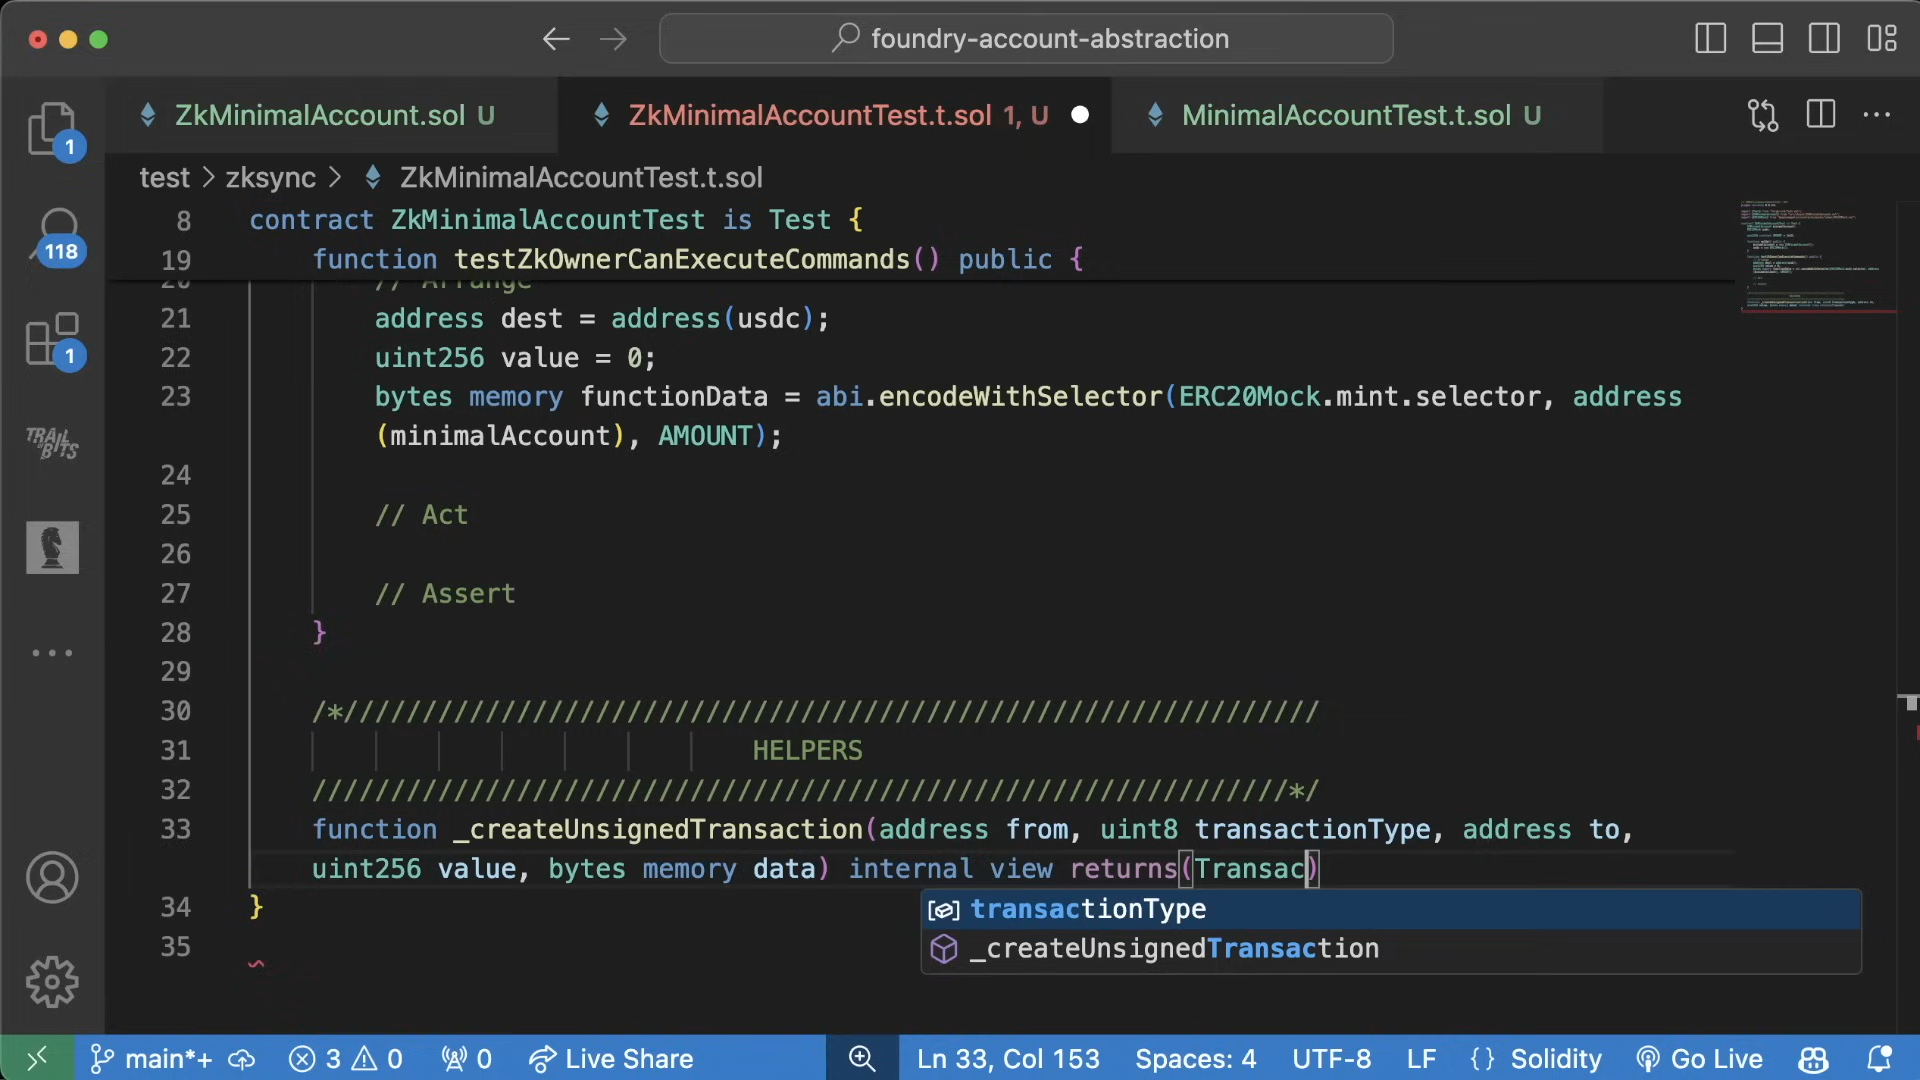 foundry-account-abstraction
ZkMinimalAccount.sol U
ZkMinimalAccountTest.t.sol 1, U
MinimalAccountTest.t.sol U
test > zksync > ZkMinimalAccountTest.t.sol
1
118
1
TRAIL OF BITS
8 contract ZkMinimalAccountTest is Test {
19 function testZkOwnerCanExecuteCommands() public {
20 // Arrange
21 address dest = address(usdc);
22 uint256 value = 0;
23 bytes memory functionData = abi.encodeWithSelector(ERC20Mock.mint.selector, address
(minimalAccount), AMOUNT);
24
25 // Act
26
27 // Assert
28 }
29
30 /*//////////////////////////////////////////////////////////////
31 HELPERS
32 //////////////////////////////////////////////////////////////*/
33 function _createUnsignedTransaction(address from, uint8 transactionType, address to,
uint256 value, bytes memory data) internal view returns(Transac)
34 }
35
transactionType
_createUnsignedTransaction
main*+ 3 0 0 Live Share Ln 33, Col 153 Spaces: 4 UTF-8 LF {} Solidity Go Live